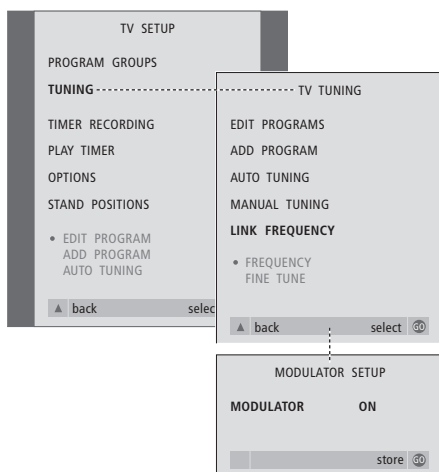 TV SETUP
PROGRAM GROUPS
TUNING
TIMER RECORDING
PLAY TIMER
OPTIONS
STAND POSITIONS
• EDIT PROGRAM
ADD PROGRAM
AUTO TUNING
▲ back selec
TV TUNING
EDIT PROGRAMS
ADD PROGRAM
AUTO TUNING
MANUAL TUNING
LINK FREQUENCY
• FREQUENCY
FINE TUNE
▲ back select GO
MODULATOR SETUP
MODULATOR ON
store GO